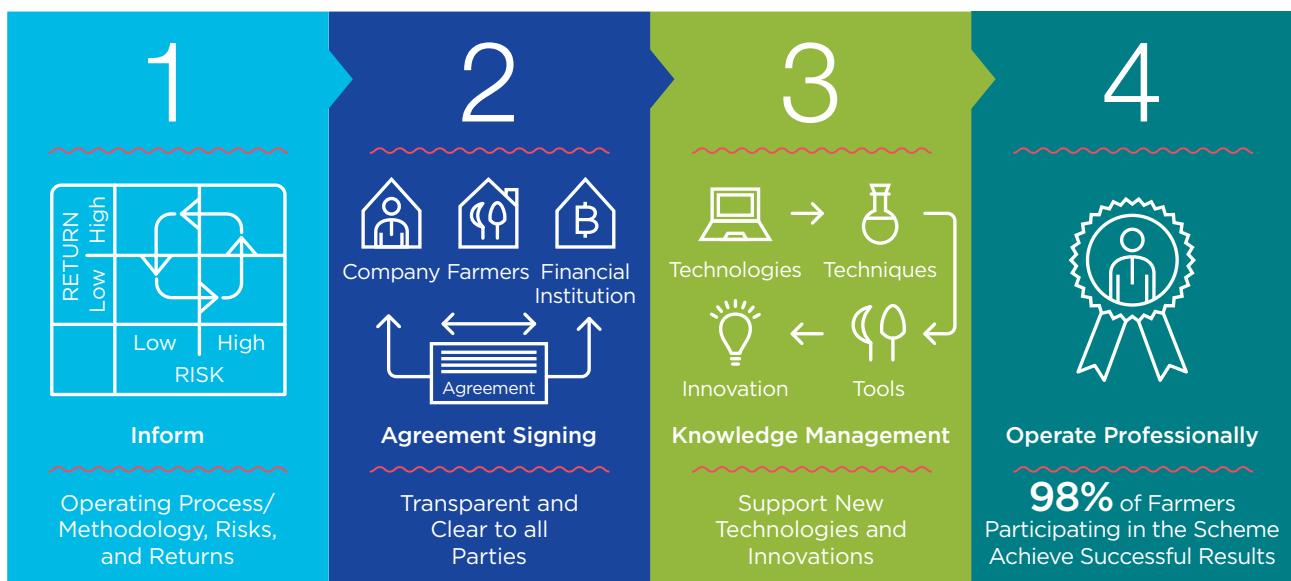 1
RETURN
High
Low
Low
High
RISK
Inform
Operating Process/
Methodology, Risks,
and Returns
2
Company
Farmers
Financial
Institution
Agreement
Agreement Signing
Transparent and
Clear to all
Parties
3
Technologies
Techniques
Innovation
Tools
Knowledge Management
Support New
Technologies and
Innovations
4
Operate Professionally
98% of Farmers
Participating in the Scheme
Achieve Successful Results